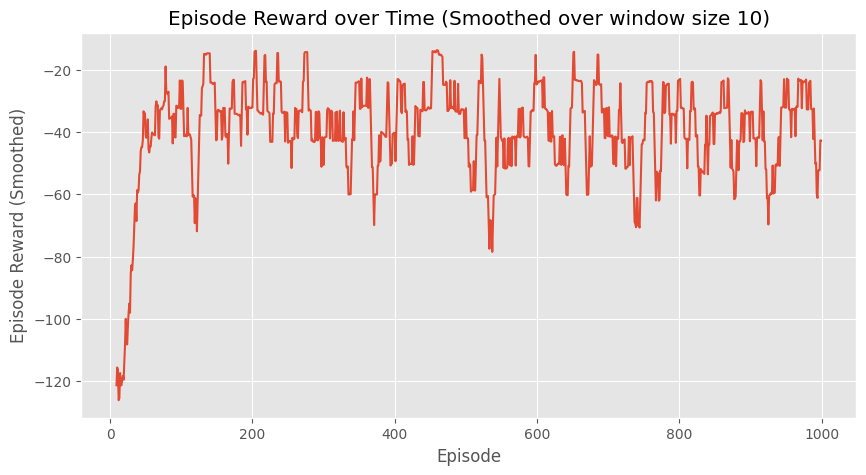 Episode Reward over Time (Smoothed over window size 10)
Episode Reward (Smoothed)
−20
−40
−60
−80
−100
−120
0 200 400 600 800 1000
Episode